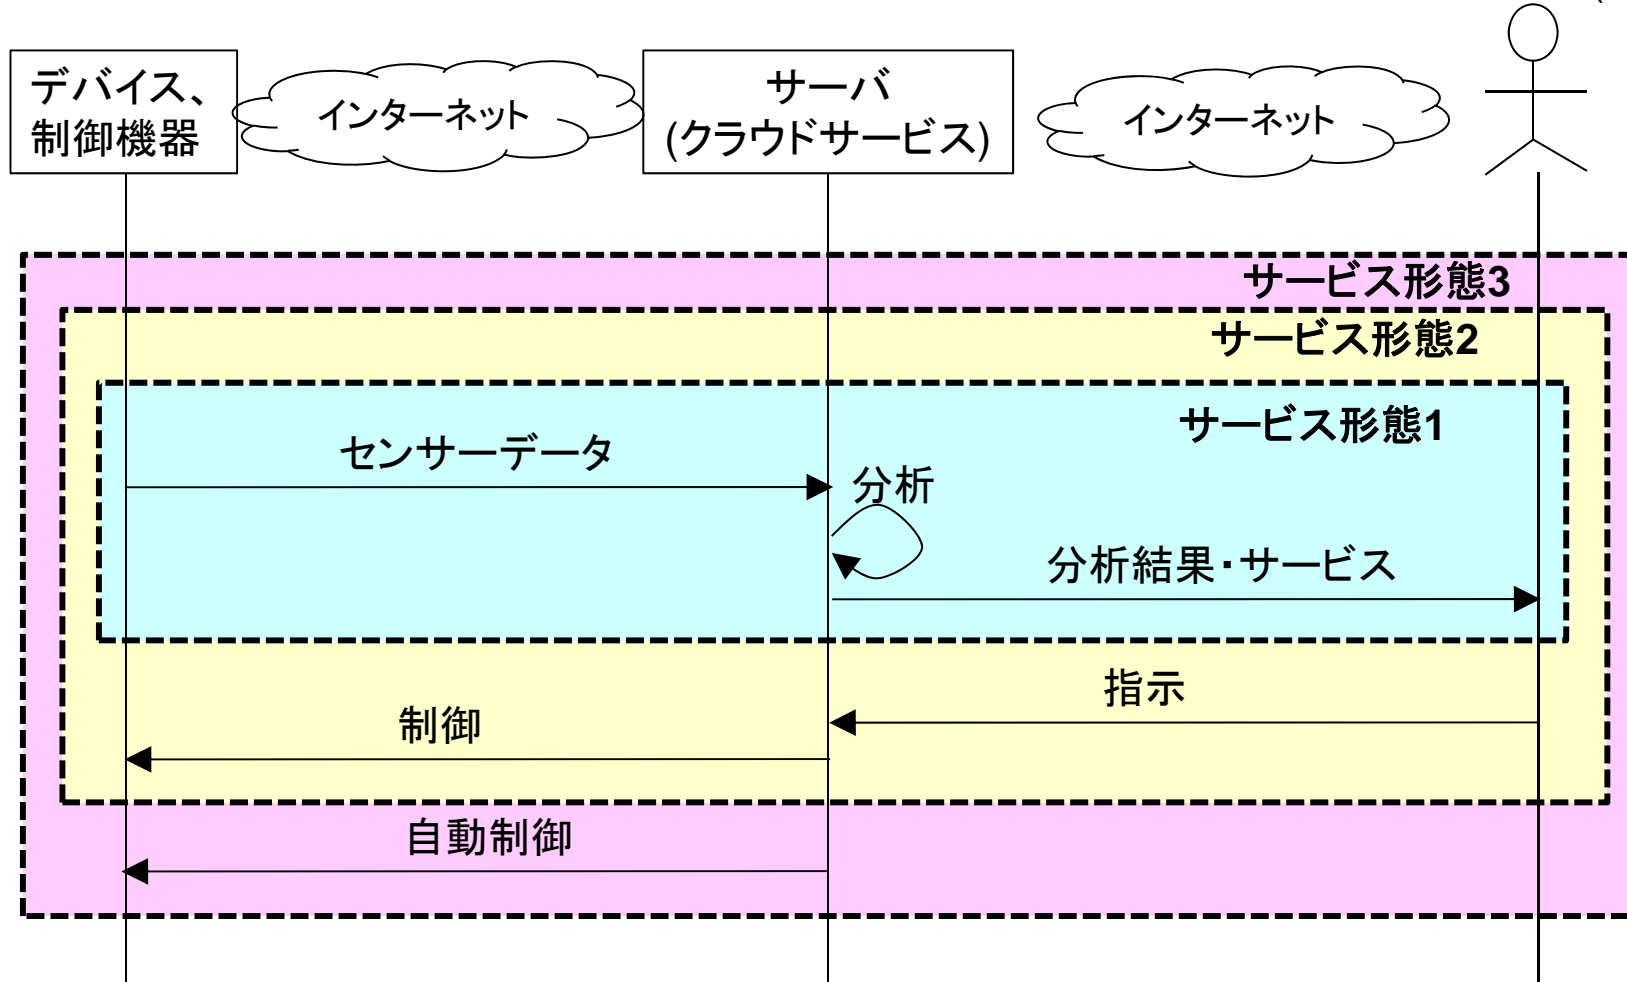 デバイス、
制御機器
インターネット
サーバ
(クラウドサービス)
インターネット
サービス形態3
サービス形態2
サービス形態1
センサーデータ
分析
分析結果・サービス
指示
制御
自動制御